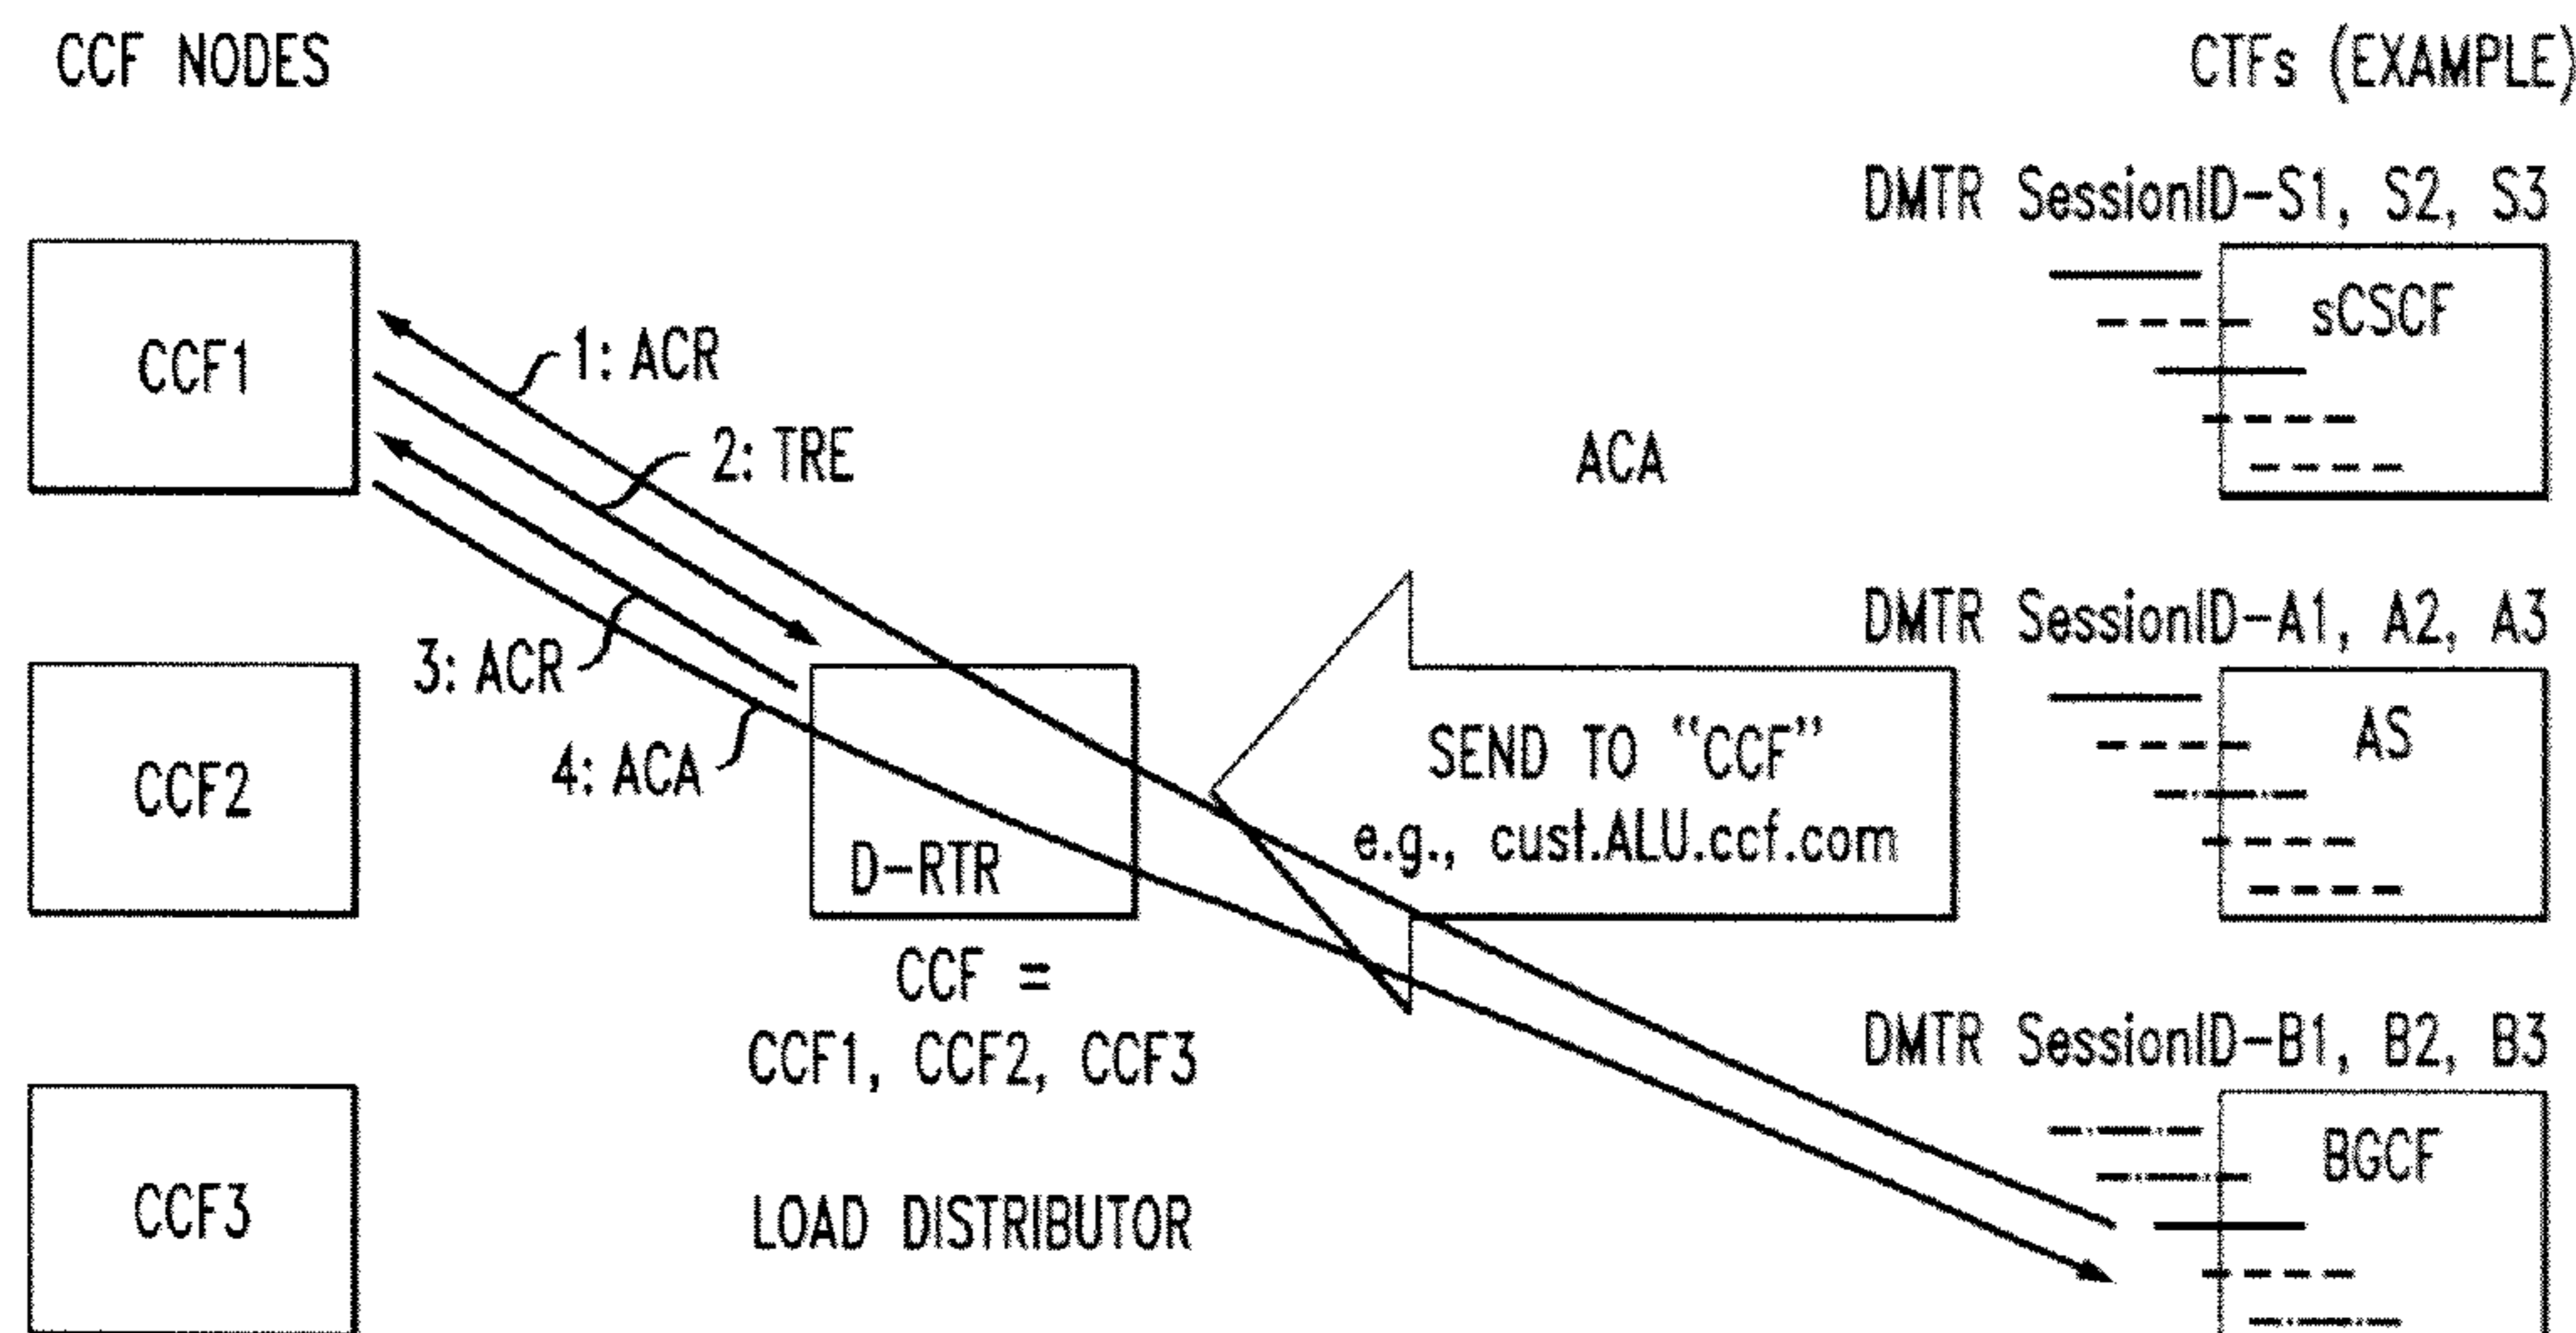 CCF NODES
CTFs (EXAMPLE)
DMTR SessionID-S1, S2, S3
CCF1
sCSCF
1: ACR
2: TRE
ACA
3: ACR
4: ACA
DMTR SessionID-A1, A2, A3
CCF2
D-RTR
SEND TO “CCF”
e.g., cust.ALU.ccf.com
AS
CCF =
CCF1, CCF2, CCF3
DMTR SessionID-B1, B2, B3
CCF3
LOAD DISTRIBUTOR
BGCF